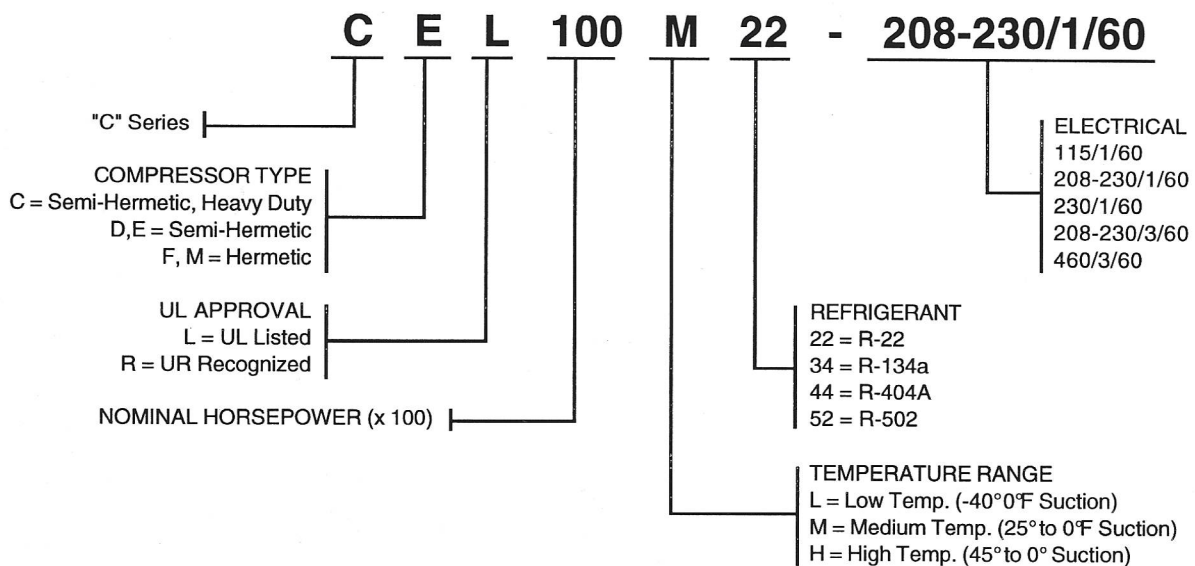 C E L 100 M 22 - 208-230/1/60
"C" Series
COMPRESSOR TYPE
C = Semi-Hermetic, Heavy Duty
D,E = Semi-Hermetic
F, M = Hermetic
UL APPROVAL
L = UL Listed
R = UR Recognized
NOMINAL HORSEPOWER (x 100)
ELECTRICAL
115/1/60
208-230/1/60
230/1/60
208-230/3/60
460/3/60
REFRIGERANT
22 = R-22
34 = R-134a
44 = R-404A
52 = R-502
TEMPERATURE RANGE
L = Low Temp. (-40°0°F Suction)
M = Medium Temp. (25°to 0°F Suction)
H = High Temp. (45°to 0° Suction)